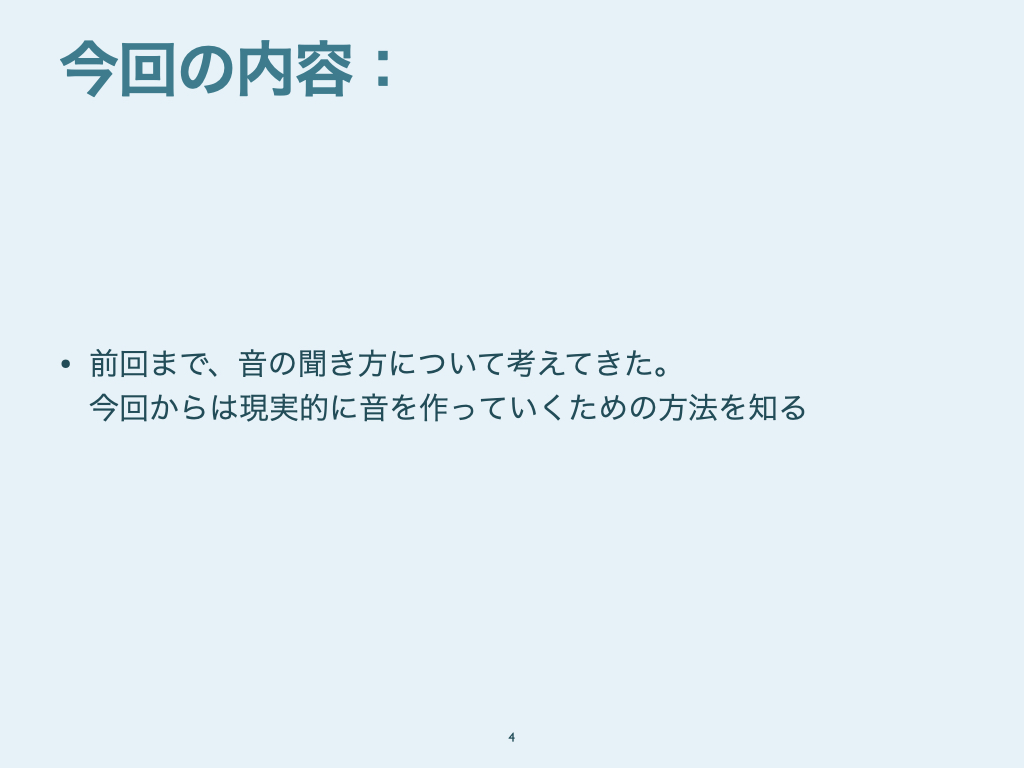 今回の内容：
• 前回まで、音の聞き方について考えてきた。
今回からは現実的に音を作っていくための方法を知る
4